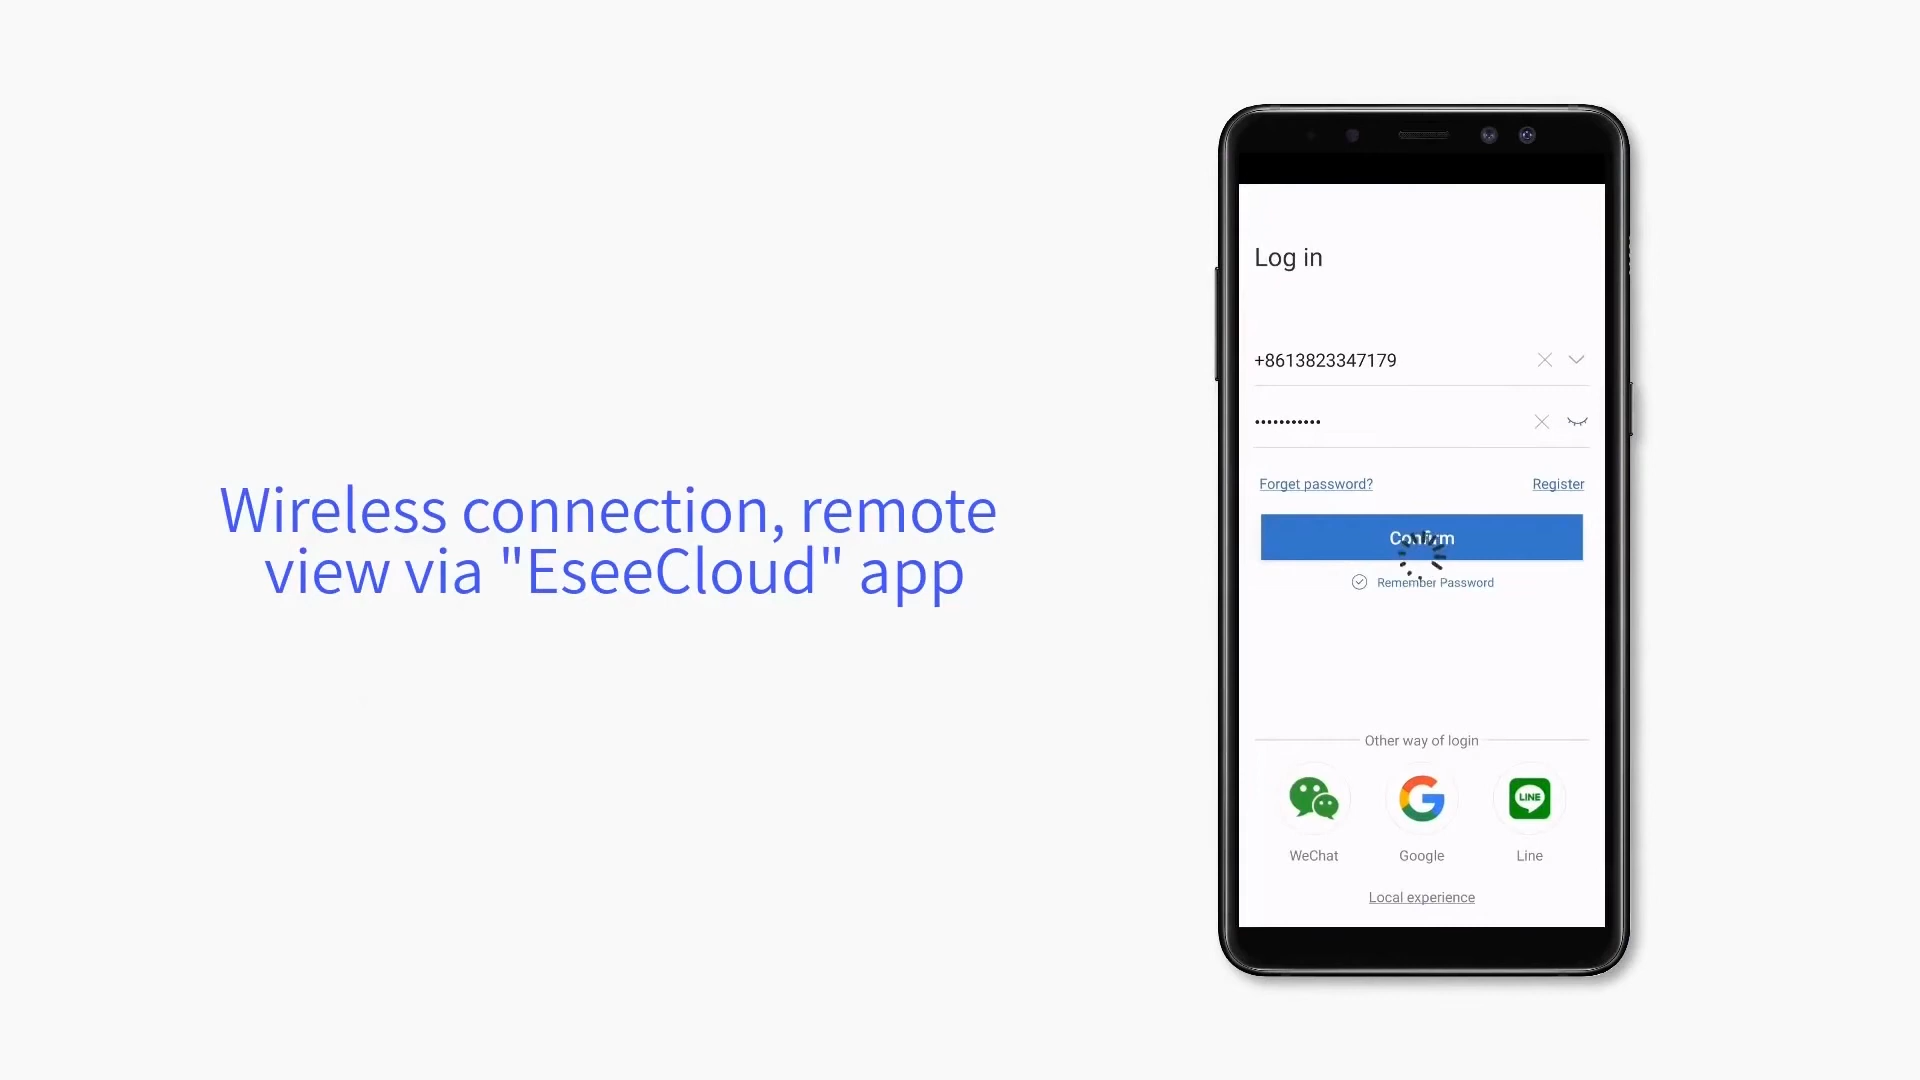 Wireless connection, remote
view via "EseeCloud" app
Log in
+8613823347179
•••••••••••
Forget password?
Register
Confirm
Remember Password
Other way of login
LINE
WeChat
Google
Line
Local experience